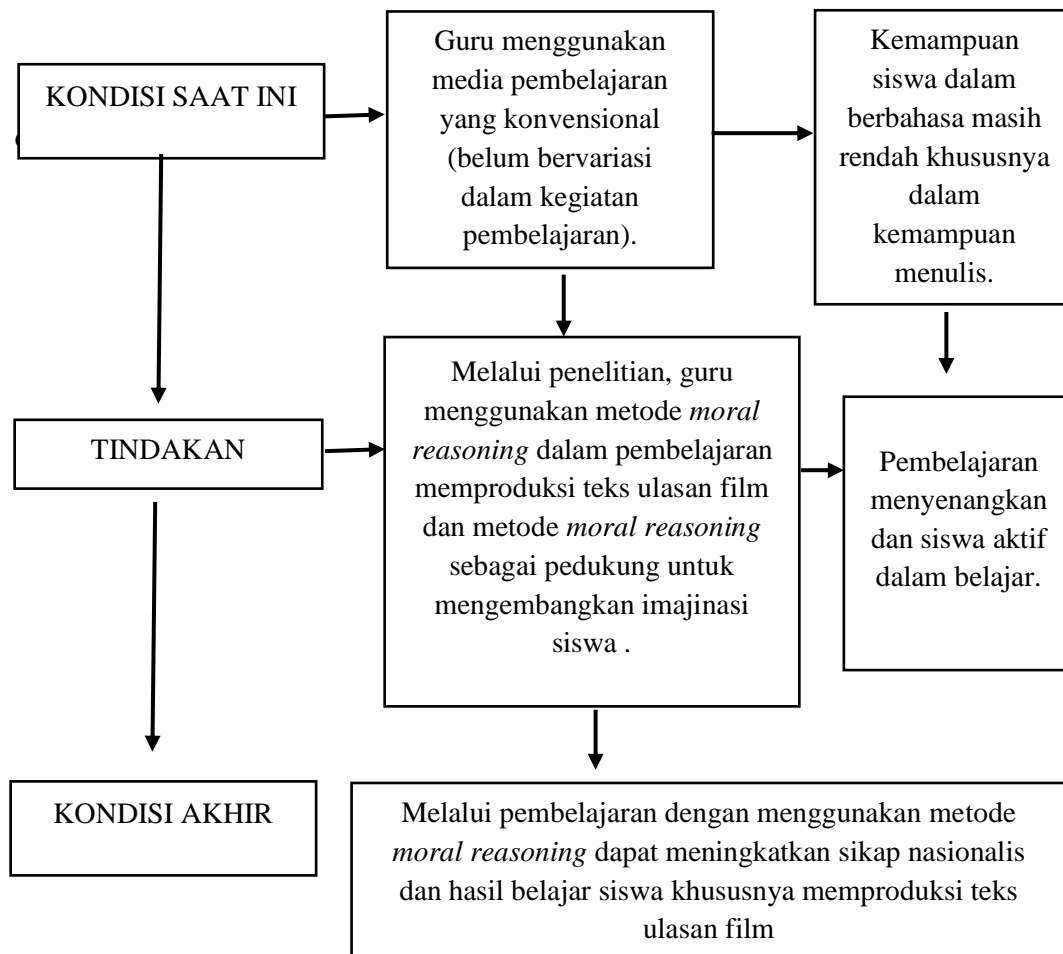 KONDISI SAAT INI
Guru menggunakan
media pembelajaran
yang konvensional
(belum bervariasi
dalam kegiatan
pembelajaran).
Kemampuan
siswa dalam
berbahasa masih
rendah khususnya
dalam
kemampuan
menulis.
TINDAKAN
Melalui penelitian, guru
menggunakan metode moral
reasoning dalam pembelajaran
memproduksi teks ulasan film
dan metode moral reasoning
sebagai pedukung untuk
mengembangkan imajinasi
siswa .
Pembelajaran
menyenangkan
dan siswa aktif
dalam belajar.
KONDISI AKHIR
Melalui pembelajaran dengan menggunakan metode
moral reasoning dapat meningkatkan sikap nasionalis
dan hasil belajar siswa khususnya memproduksi teks
ulasan film